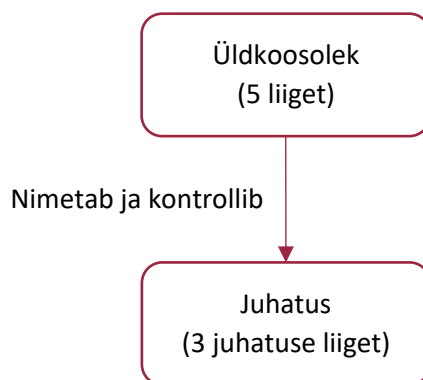 Üldkoosolek
(5 liiget)
Nimetab ja kontrollib
Juhatus
(3 juhatuse liiget)